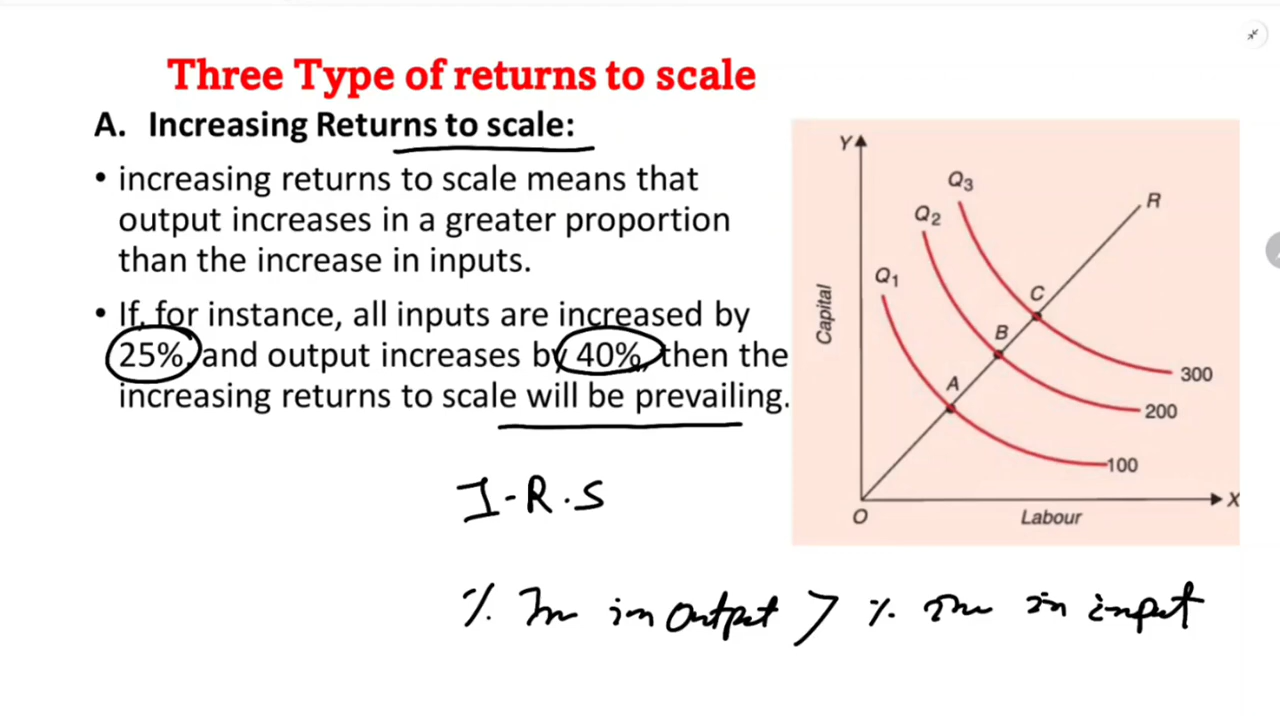 Three Type of returns to scale
A. Increasing Returns to scale:
• increasing returns to scale means that
output increases in a greater proportion
than the increase in inputs.
• If, for instance, all inputs are increased by
25%, and output increases by 40%, then the
increasing returns to scale will be prevailing.
I-R.S
% In in output > % In in input
Y
Q3
R
Q2
Q1
C
Capital
B
A
300
200
100
O
Labour
X